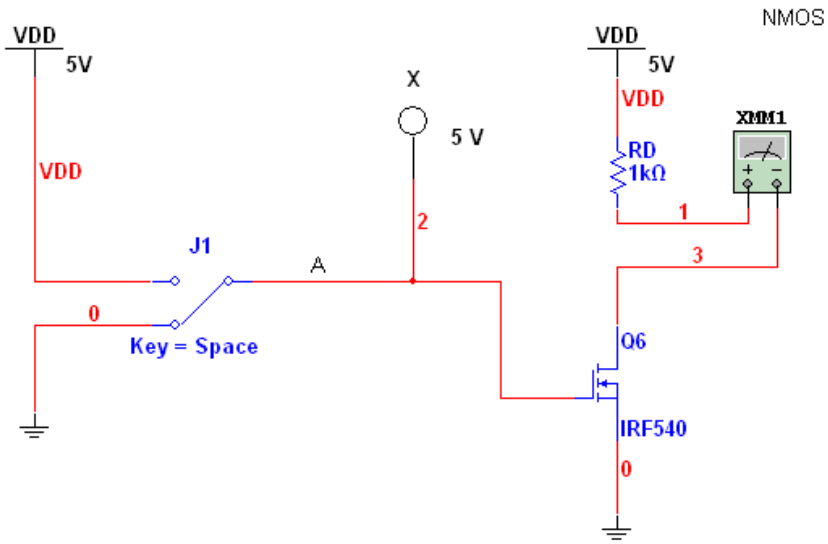 NMOS
VDD
5V
VDD
5V
X
5 V
VDD
XMM1
VDD
RD
1kΩ
+ −
1
2
J1
A
3
0
Key = Space
Q6
IRF540
0